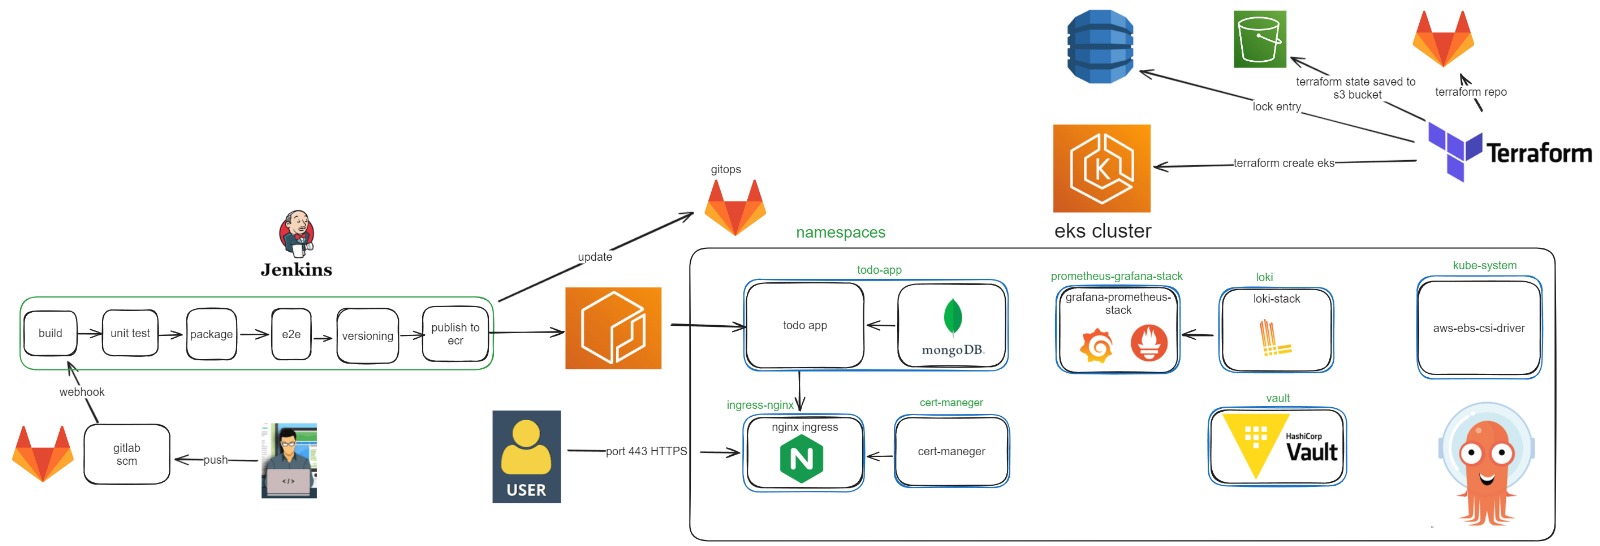 terraform state saved to
s3 bucket
terraform repo
lock entry
Terraform
terraform create eks
gitops
eks cluster
namespaces
Jenkins
update
todo-app
prometheus-grafana-stack
loki
kube-system
build
unit test
package
e2e
versioning
publish to
ecr
todo app
mongoDB.
grafana-prometheus-
stack
loki-stack
aws-ebs-csi-driver
webhook
ingress-nginx
cert-maneger
vault
gitlab
scm
push
</>
USER
port 443 HTTPS
nginx ingress
N
cert-maneger
HashiCorp
Vault
K